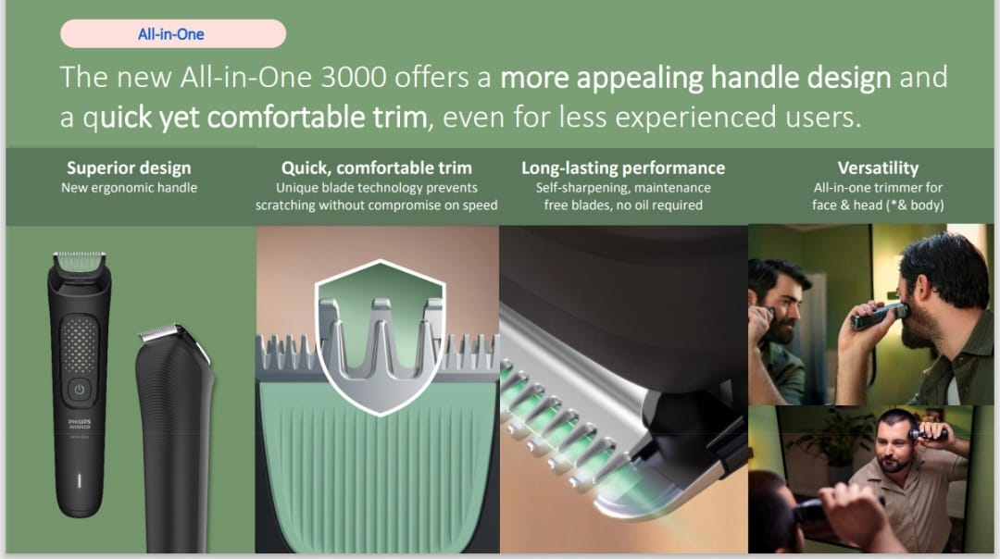 All-in-One
The new All-in-One 3000 offers a more appealing handle design and
a quick yet comfortable trim, even for less experienced users.
Superior design
New ergonomic handle
Quick, comfortable trim
Unique blade technology prevents
scratching without compromise on speed
Long-lasting performance
Self-sharpening, maintenance
free blades, no oil required
Versatility
All-in-one trimmer for
face & head (*& body)
PHILIPS